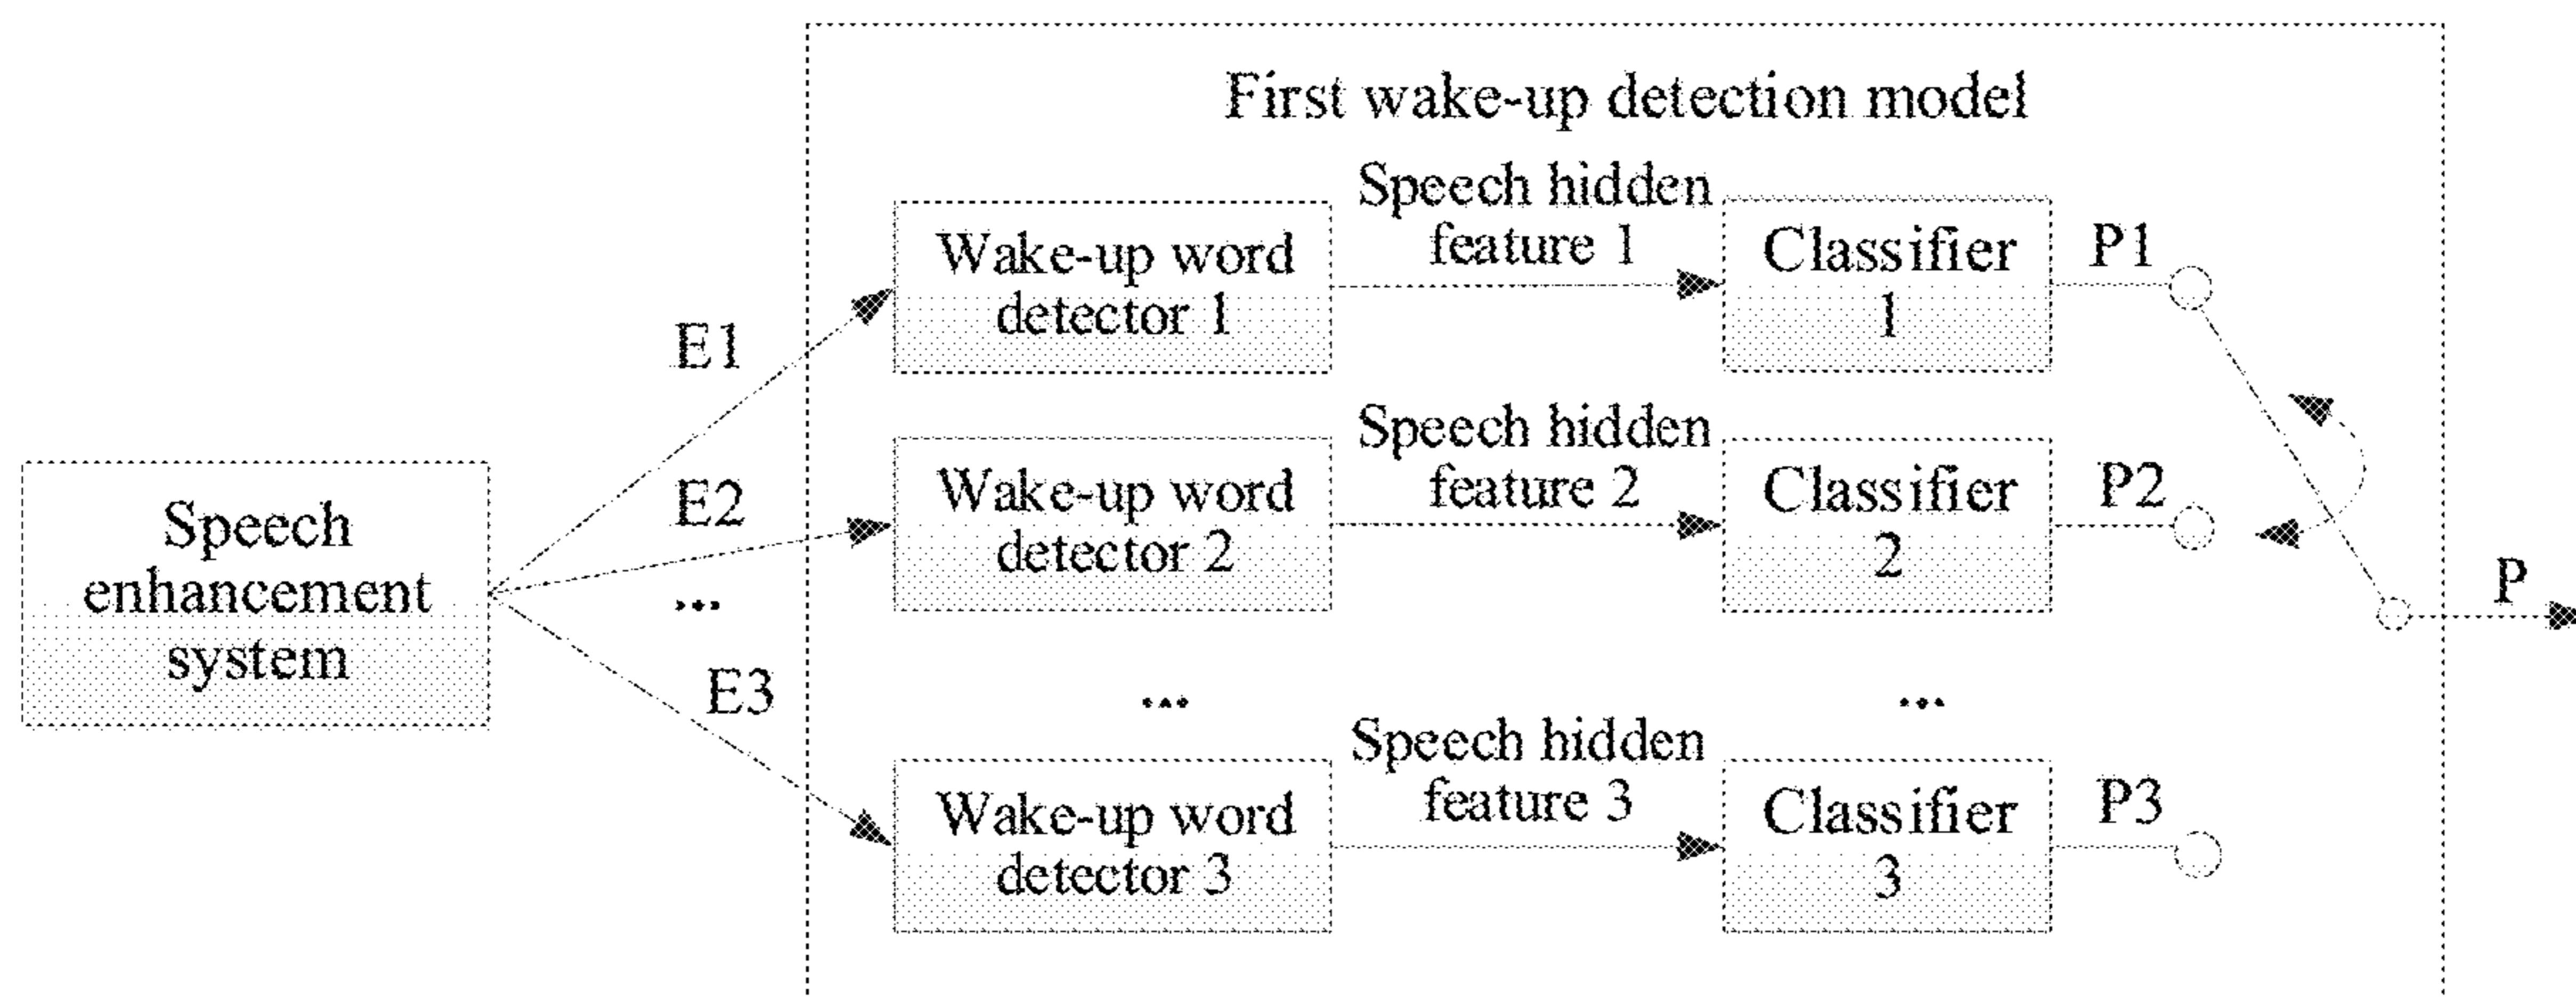 First wake-up detection model
Speech
enhancement
system
E1
E2
...
E3
Wake-up word
detector 1
Speech hidden
feature 1
Classifier
1
P1
Wake-up word
detector 2
Speech hidden
feature 2
Classifier
2
P2
...
...
Wake-up word
detector 3
Speech hidden
feature 3
Classifier
3
P3
P